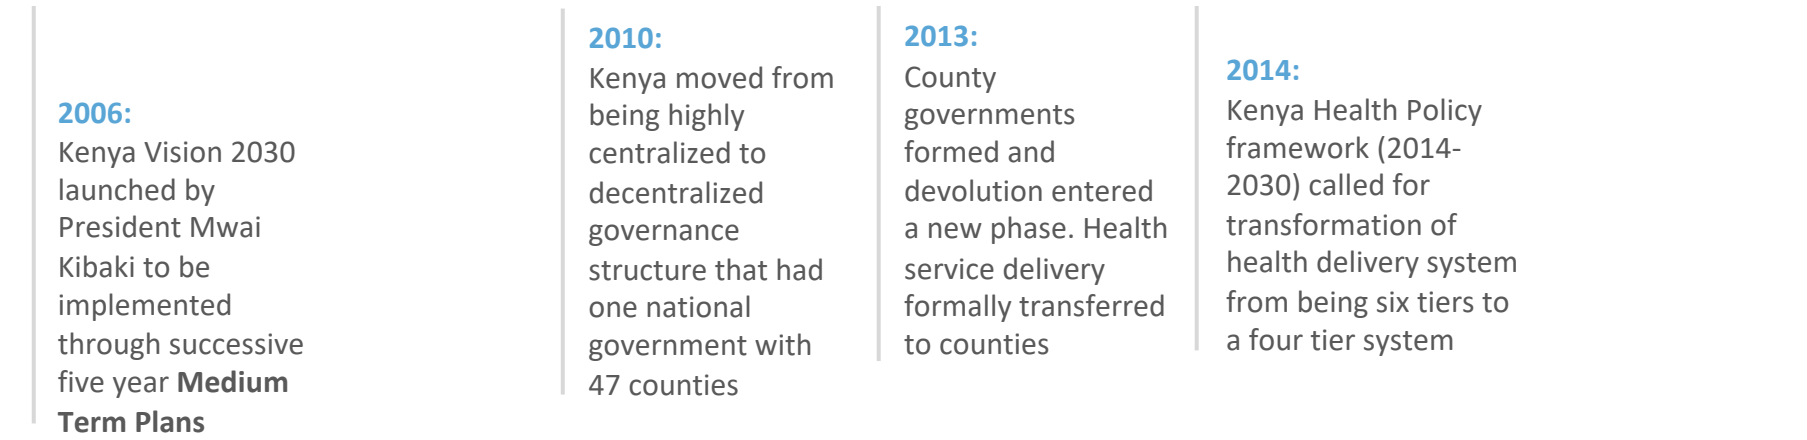 2006:
Kenya Vision 2030
launched by
President Mwai
Kibaki to be
implemented
through successive
five year Medium
Term Plans
2010:
Kenya moved from
being highly
centralized to
decentralized
governance
structure that had
one national
government with
47 counties
2013:
County
governments
formed and
devolution entered
a new phase. Health
service delivery
formally transferred
to counties
2014:
Kenya Health Policy
framework (2014-
2030) called for
transformation of
health delivery system
from being six tiers to
a four tier system